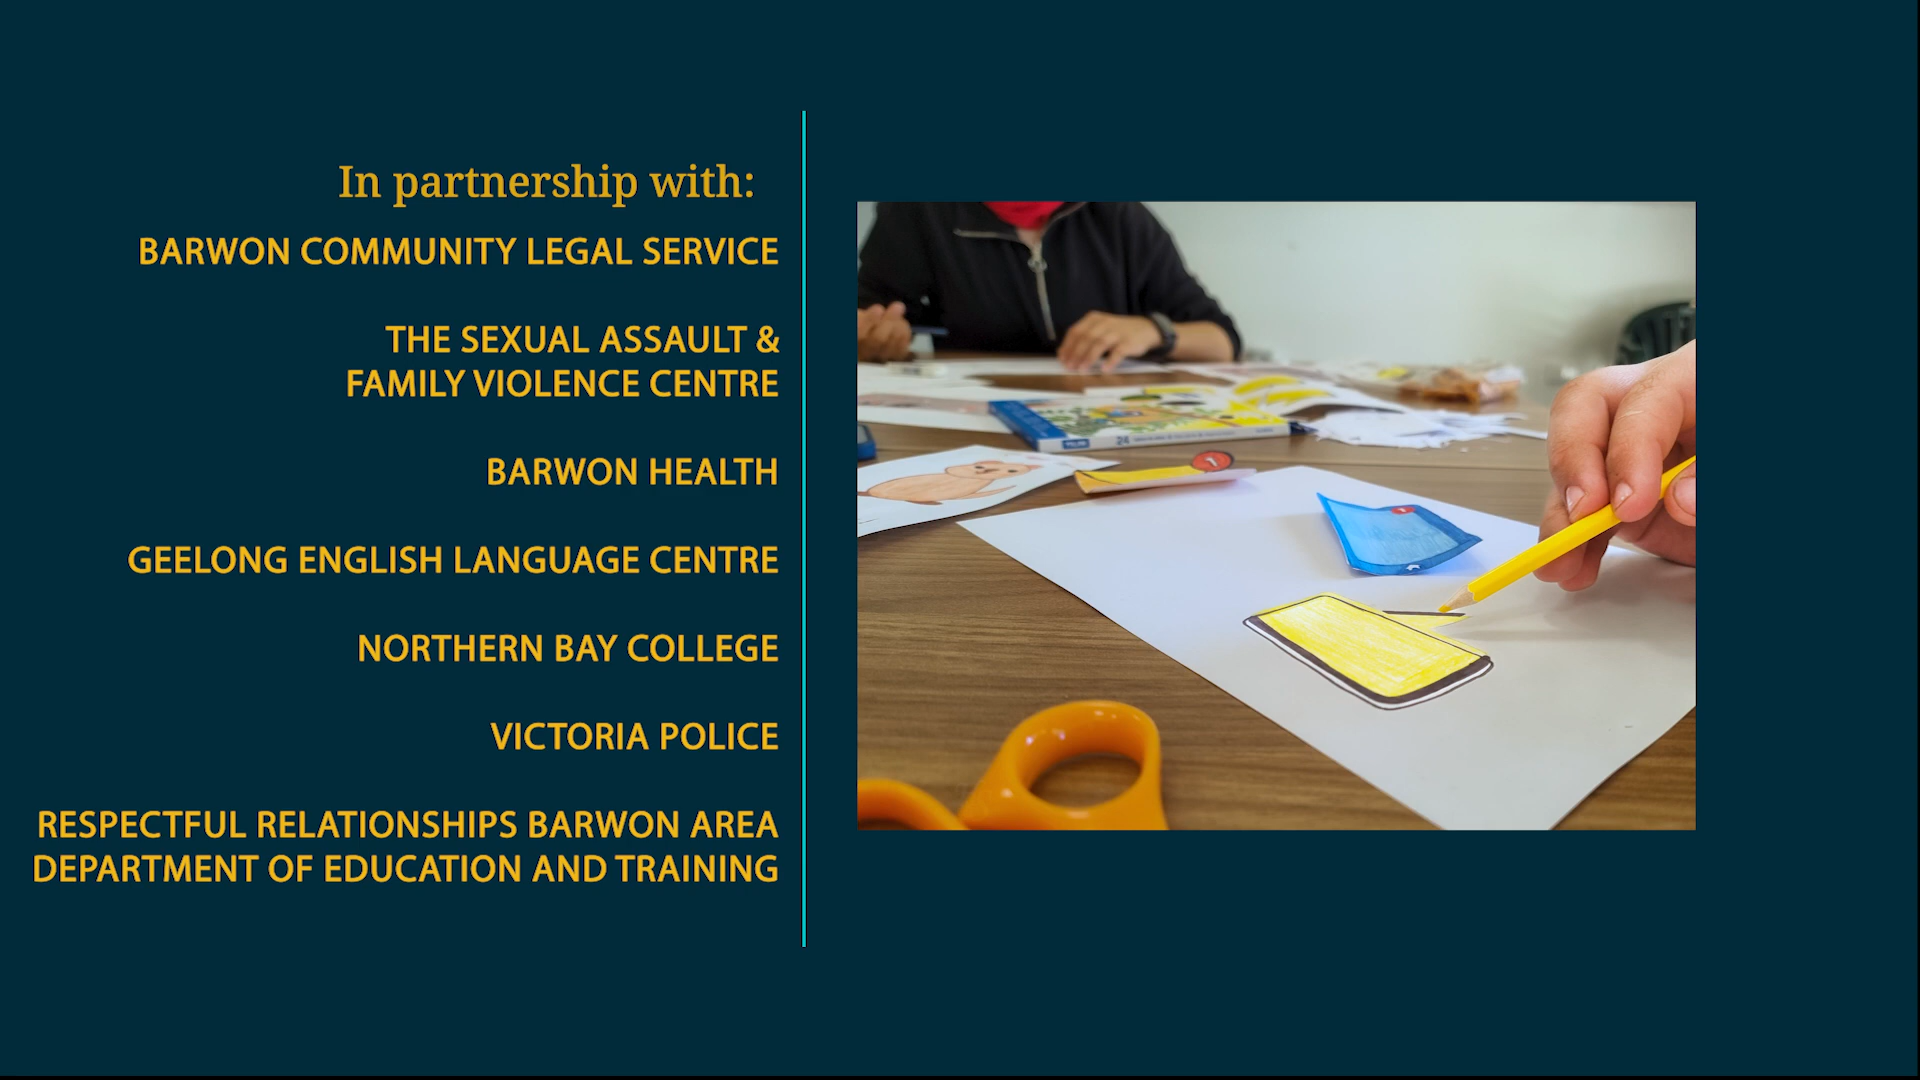 In partnership with:
BARWON COMMUNITY LEGAL SERVICE
THE SEXUAL ASSAULT &
FAMILY VIOLENCE CENTRE
BARWON HEALTH
GEELONG ENGLISH LANGUAGE CENTRE
NORTHERN BAY COLLEGE
VICTORIA POLICE
RESPECTFUL RELATIONSHIPS BARWON AREA
DEPARTMENT OF EDUCATION AND TRAINING
24